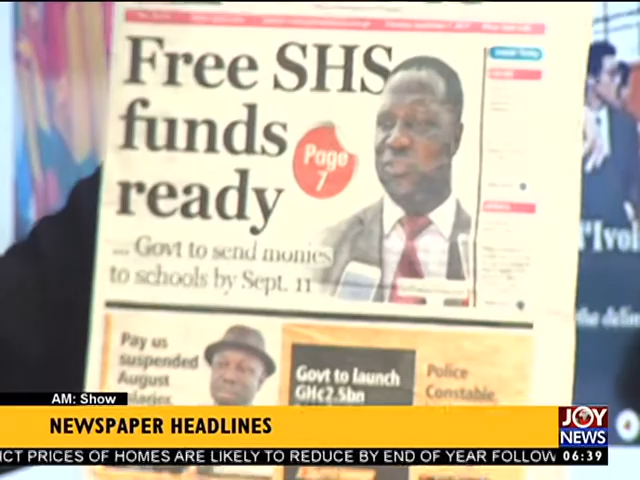 Free SHS
funds
ready
Page
7
... Govt to send monies
to schools by Sept. 11
Pay us
suspended
August
Govt to launch
GH¢2.5bn
Police
Constable
AM: Show
NEWSPAPER HEADLINES
JOY
NEWS
ICT PRICES OF HOMES ARE LIKELY TO REDUCE BY END OF YEAR FOLLOW
06:39